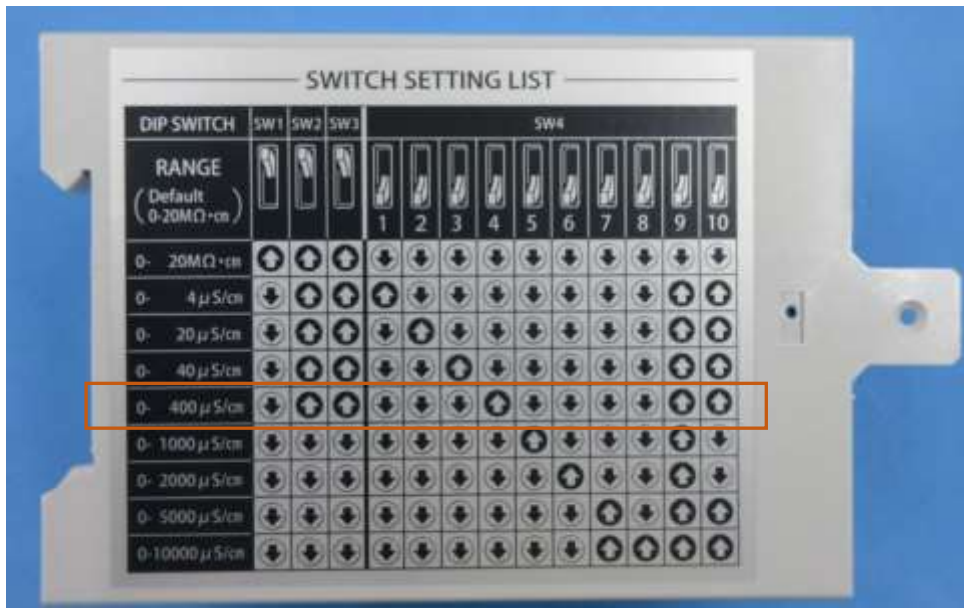 SWITCH SETTING LIST
DIP SWITCH SW1 SW2 SW3 SW4
RANGE
(Default
0-20MΩ•cm)
1 2 3 4 5 6 7 8 9 10
0- 20MΩ•cm
0- 4μS/cm
0- 20μS/cm
0- 40μS/cm
0- 400μS/cm
0- 1000μS/cm
0- 2000μS/cm
0- 5000μS/cm
0-10000μS/cm